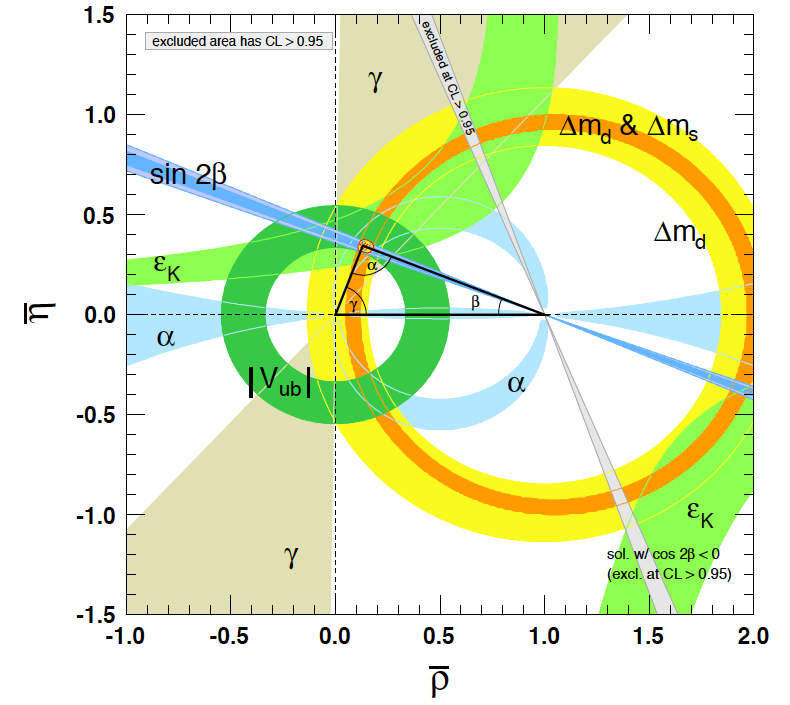 1.5
excluded area has CL > 0.95
excluded at CL > 0.95
γ
1.0
Δm_d & Δm_s
sin 2β
0.5
Δm_d
ε_K
α
η̅
0.0
γ
β
α
α
|V_ub|
-0.5
-1.0
ε_K
γ
sol. w/ cos 2β < 0
(excl. at CL > 0.95)
-1.5
-1.0 -0.5 0.0 0.5 1.0 1.5 2.0
ρ̅